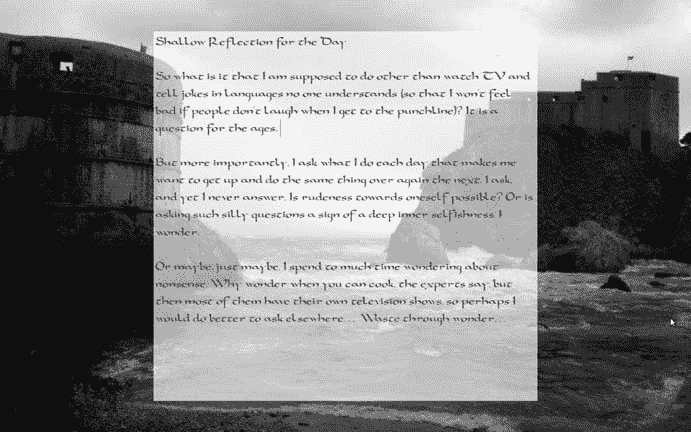 Shallow Reflection for the Day
So what is it that I am supposed to do other than watch TV and
tell jokes in languages no one understands (so that I won't feel
bad if people don't laugh when I get to the punchline)? It is a
question for the ages.
But more importantly, I ask what I do each day that makes me
want to get up and do the same thing over again the next. I ask,
and yet I never answer. Is rudeness towards oneself possible? Or is
asking such silly questions a sign of a deep inner selfishness. I
wonder.
Or maybe, just maybe, I spend to much time wondering about
nonsense. Why wonder when you can cook, the experts say, but
then most of them have their own television shows, so perhaps I
would do better to ask elsewhere.... Waste through wonder...